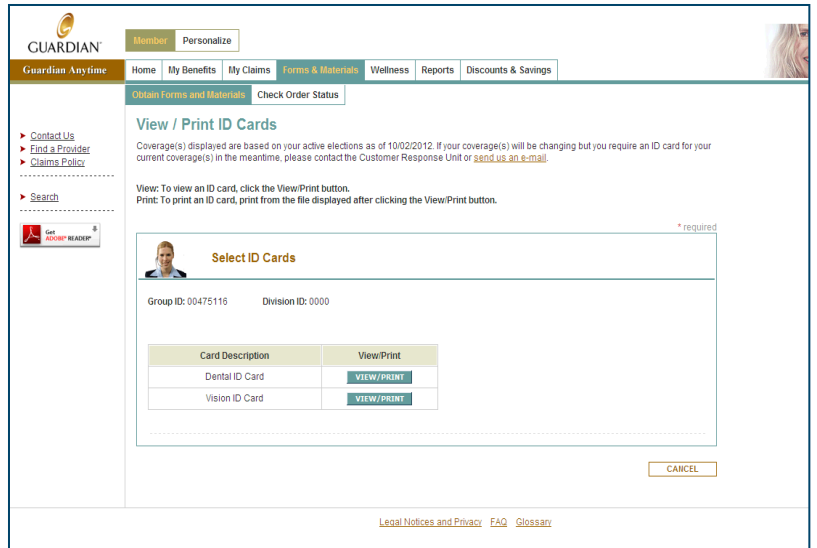 GUARDIAN®
Member Personalize
Guardian Anytime
Home My Benefits My Claims Forms & Materials Wellness Reports Discounts & Savings
Obtain Forms and Materials Check Order Status
Contact Us
Find a Provider
Claims Policy
Search
Get
ADOBE® READER®
View / Print ID Cards
Coverage(s) displayed are based on your active elections as of 10/02/2012. If your coverage(s) will be changing but you require an ID card for your
current coverage(s) in the meantime, please contact the Customer Response Unit or send us an e-mail.
View: To view an ID card, click the View/Print button.
Print: To print an ID card, print from the file displayed after clicking the View/Print button.
* required
Select ID Cards
Group ID: 00475116 Division ID: 0000
Card Description View/Print
Dental ID Card VIEW/PRINT
Vision ID Card VIEW/PRINT
CANCEL
Legal Notices and Privacy FAQ Glossary